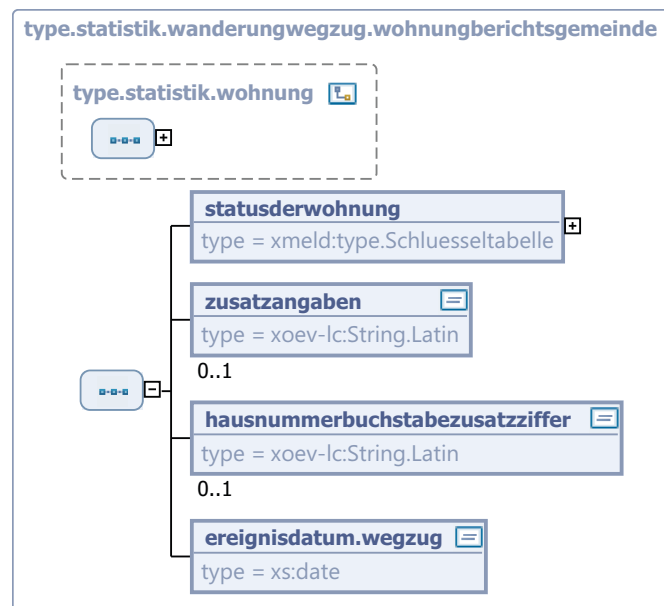 type.statistik.wanderungwegzug.wohnungberichtsgemeinde
type.statistik.wohnung
statusderwohnung
type = xmeld:type.Schluesseltabelle
zusatzangaben
type = xoev-lc:String.Latin
0..1
hausnummerbuchstabezusatzziffer
type = xoev-lc:String.Latin
0..1
ereignisdatum.wegzug
type = xs:date